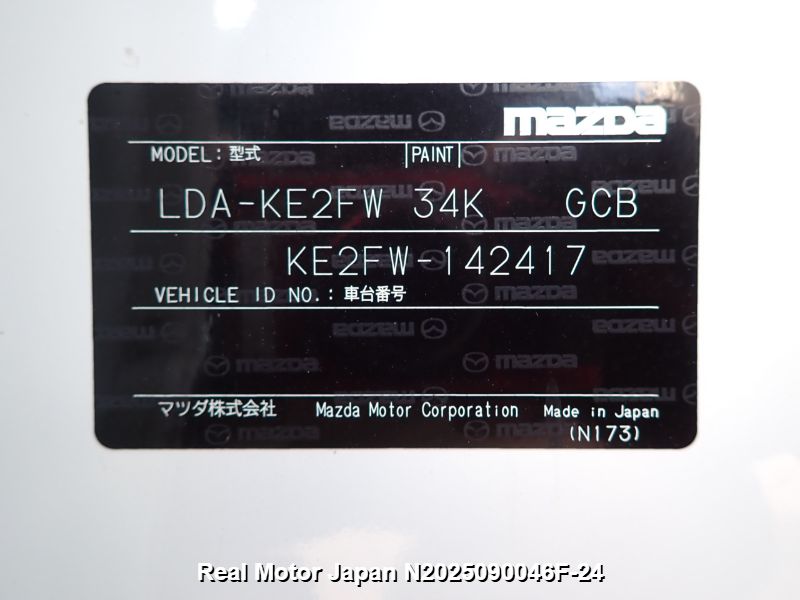 mazda
MODEL: 型式 PAINT
LDA-KE2FW 34K GCB
KE2FW-142417
VEHICLE ID NO.: 車台番号
マツダ株式会社 Mazda Motor Corporation Made in Japan
(N173)
Real Motor Japan N2025090046F-24